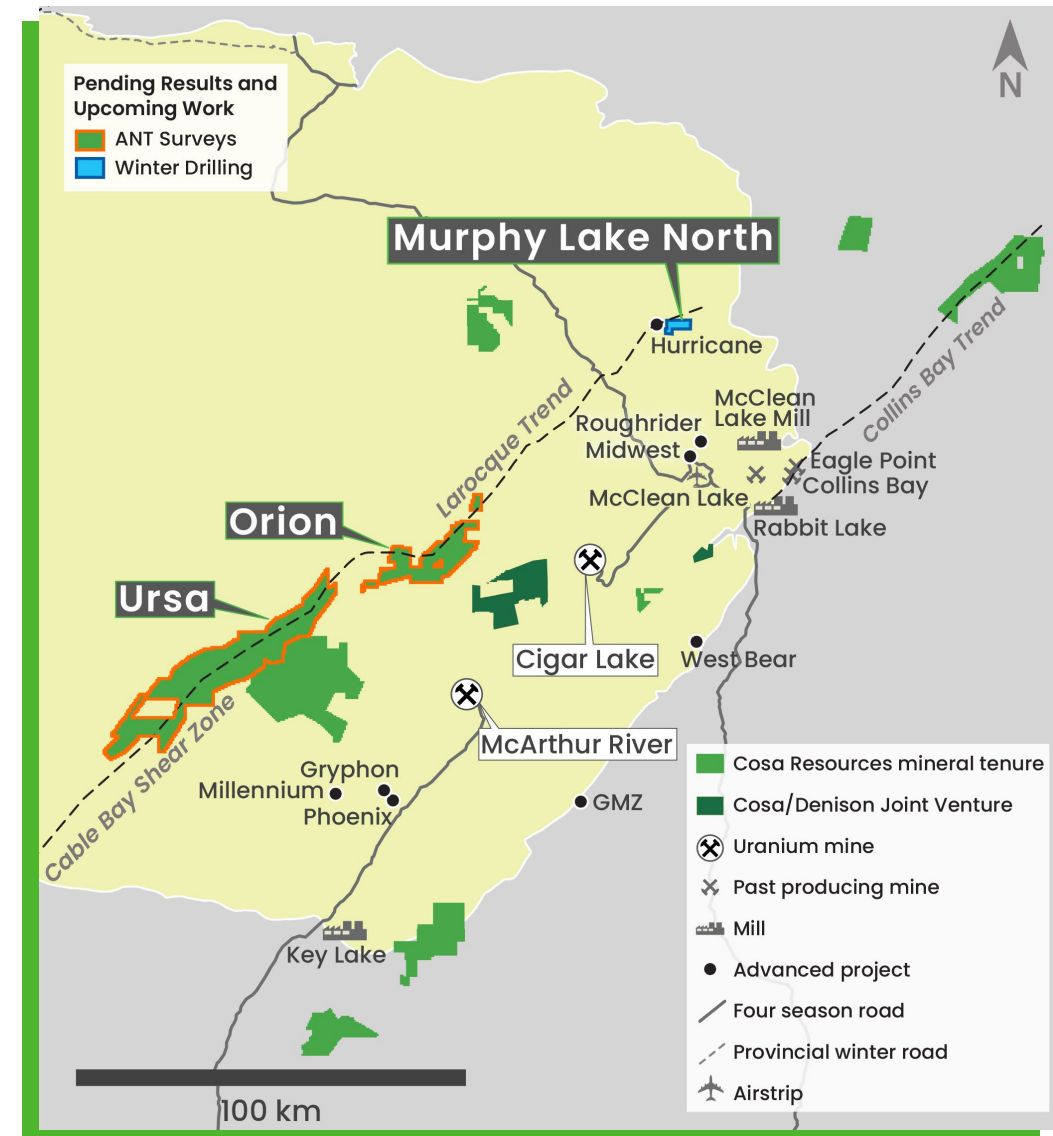 N
Pending Results and
Upcoming Work
ANT Surveys
Winter Drilling
Murphy Lake North
Hurricane
Collins Bay Trend
Larocque Trend
McClean
Lake Mill
Roughrider
Midwest
Eagle Point
Collins Bay
McClean Lake
Rabbit Lake
Orion
Ursa
Cigar Lake
West Bear
McArthur River
Cable Bay Shear Zone
Gryphon
Millennium
Phoenix
GMZ
Key Lake
Cosa Resources mineral tenure
Cosa/Denison Joint Venture
Uranium mine
Past producing mine
Mill
Advanced project
Four season road
Provincial winter road
Airstrip
100 km